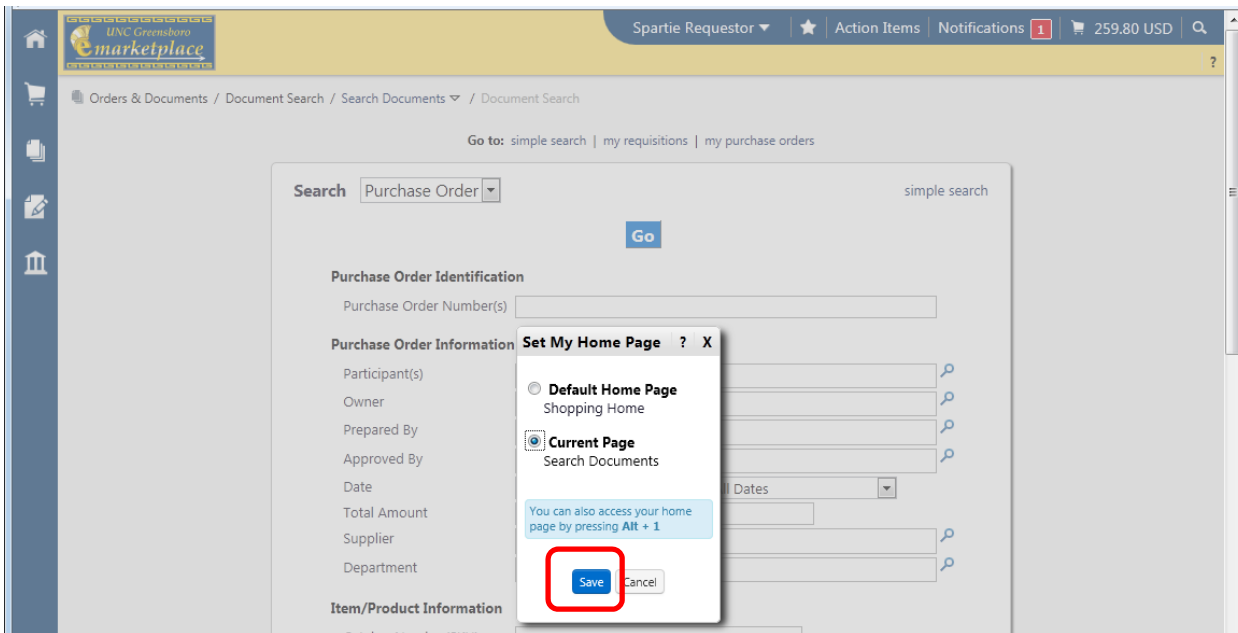 UNC Greensboro
emarketplace
Spartie Requestor ▼ | ★ | Action Items | Notifications 1 | 259.80 USD
?
Orders & Documents / Document Search / Search Documents ▽ / Document Search
Go to: simple search | my requisitions | my purchase orders
Search Purchase Order simple search
Go
Purchase Order Identification
Purchase Order Number(s)
Purchase Order Information
Set My Home Page ? X
Participant(s)
Default Home Page
Owner
Shopping Home
Prepared By
Current Page
Approved By
Search Documents
Date
ll Dates
Total Amount
You can also access your home
page by pressing Alt + 1
Supplier
Department
Save Cancel
Item/Product Information